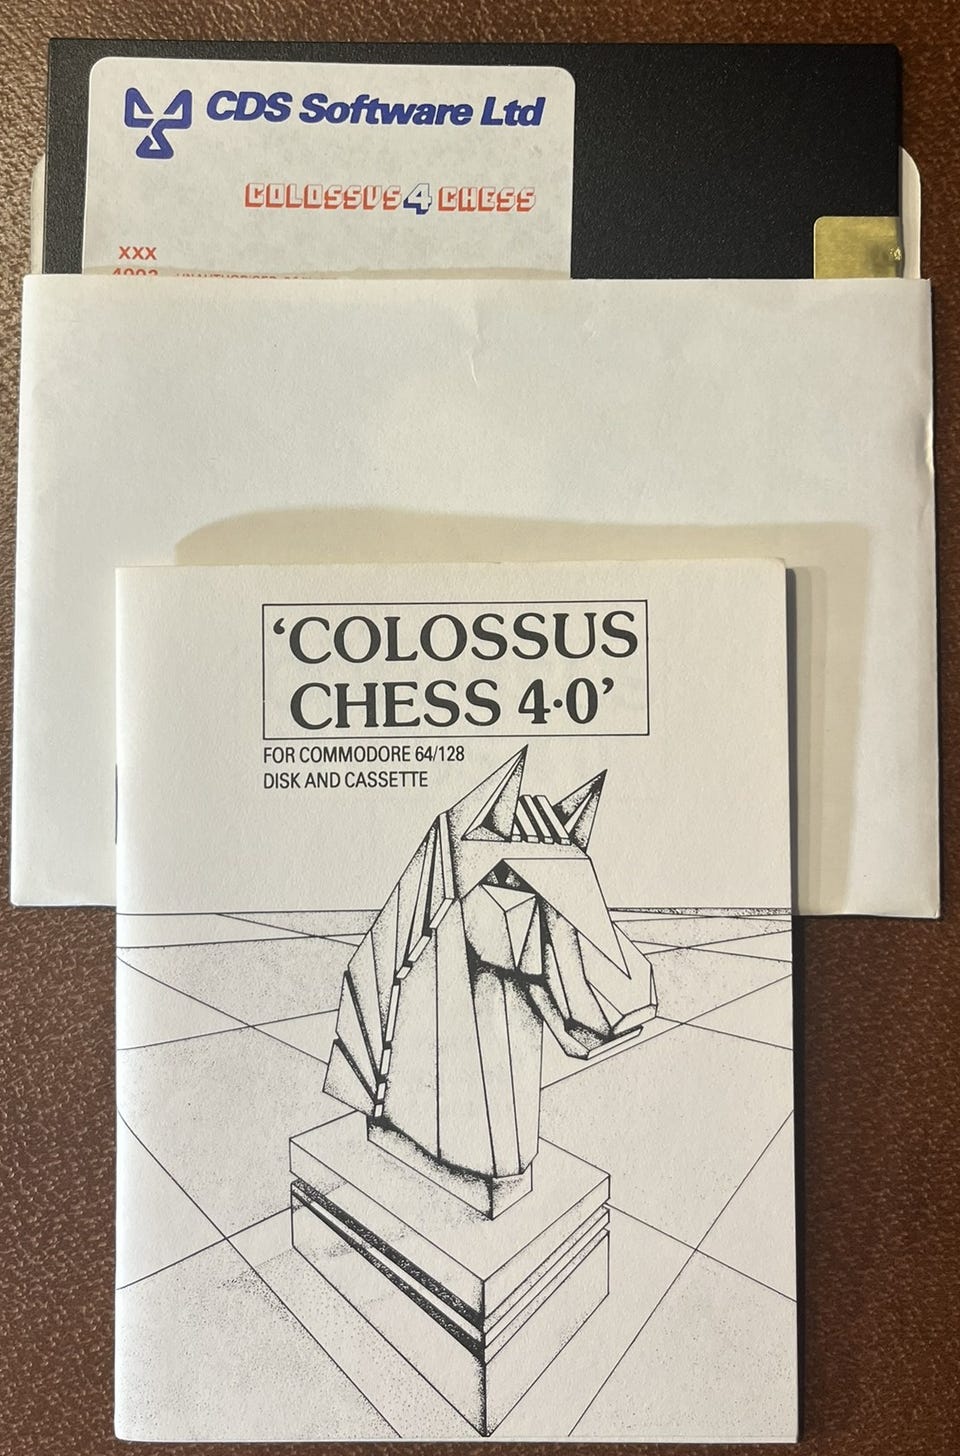 CDS Software Ltd
COLOSSUS 4 CHESS
XXX
‘COLOSSUS
CHESS 4·0’
FOR COMMODORE 64/128
DISK AND CASSETTE